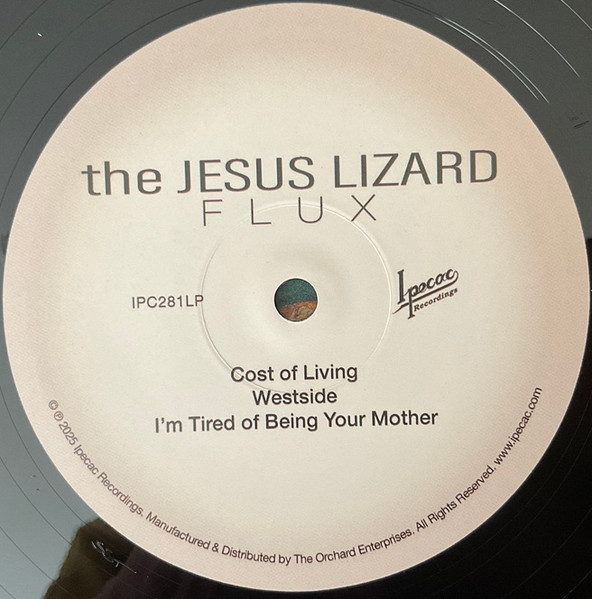 the JESUS LIZARD
FLUX
IPC281LP
Ipecac
Recordings
Cost of Living
Westside
I'm Tired of Being Your Mother
© ℗ 2025 Ipecac Recordings. Manufactured & Distributed by The Orchard Enterprises. All Rights Reserved. www.ipecac.com